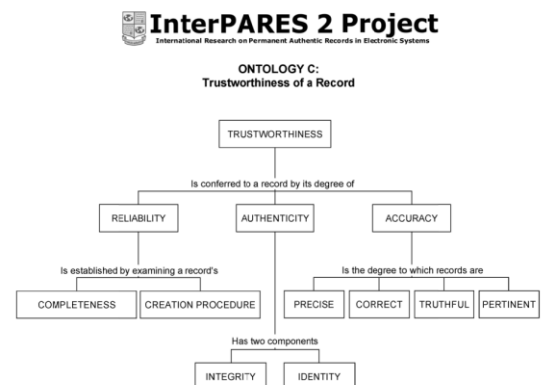 InterPARES 2 Project
International Research on Permanent Authentic Records in Electronic Systems
ONTOLOGY C:
Trustworthiness of a Record
TRUSTWORTHINESS
Is conferred to a record by its degree of
RELIABILITY
AUTHENTICITY
ACCURACY
Is established by examining a record's
Is the degree to which records are
COMPLETENESS
CREATION PROCEDURE
PRECISE
CORRECT
TRUTHFUL
PERTINENT
Has two components
INTEGRITY
IDENTITY